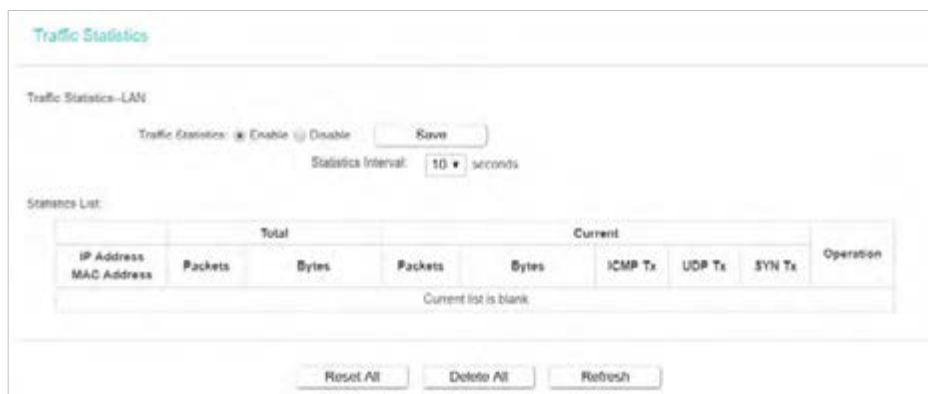 Traffic Statistics
Traffic Statistics--LAN
Traffic Statistics: Enable Disable Save
Statistics Interval: 10 seconds
Statistics List:
Total Current
IP Address MAC Address Packets Bytes Packets Bytes ICMP Tx UDP Tx SYN Tx Operation
Current list is blank
Reset All Delete All Refresh